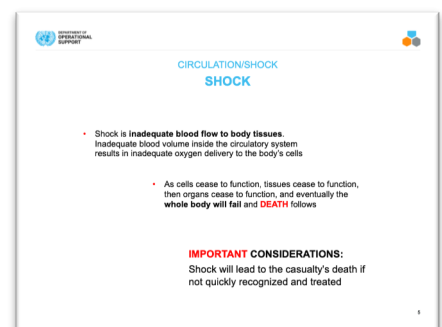 DEPARTMENT OF
OPERATIONAL
SUPPORT
CIRCULATION/SHOCK
SHOCK
• Shock is inadequate blood flow to body tissues.
Inadequate blood volume inside the circulatory system
results in inadequate oxygen delivery to the body's cells
• As cells cease to function, tissues cease to function,
then organs cease to function, and eventually the
whole body will fail and DEATH follows
IMPORTANT CONSIDERATIONS:
Shock will lead to the casualty's death if
not quickly recognized and treated